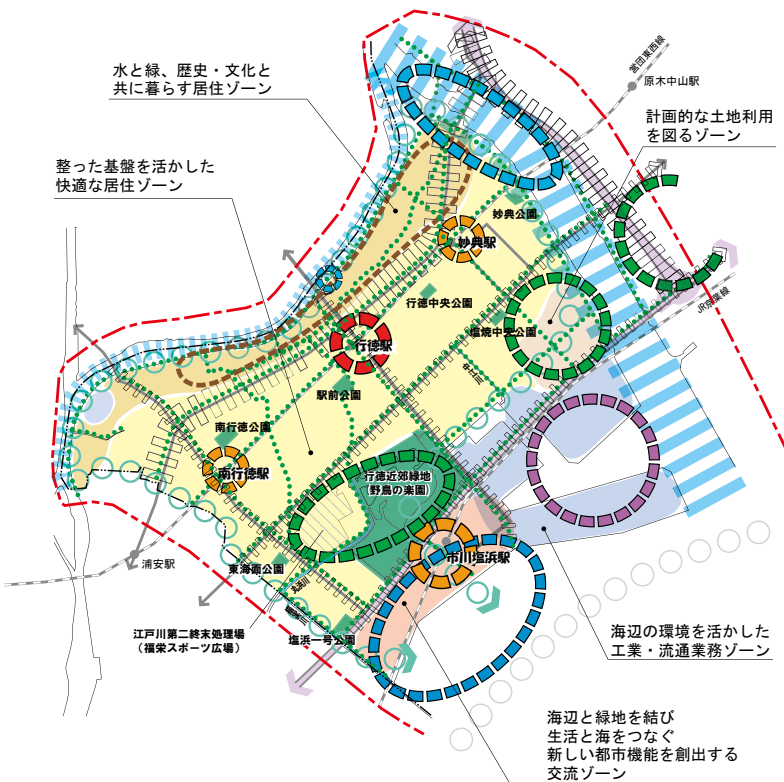 営団東西線
原木中山駅
水と緑、歴史・文化と
共に暮らす居住ゾーン
計画的な土地利用
を図るゾーン
整った基盤を活かした
快適な居住ゾーン
妙典公園
妙典駅
JR京葉線
行徳中央公園
塩焼中央公園
行徳駅
中江川
駅前公園
南行徳公園
南行徳駅
行徳近郊緑地
(野鳥の楽園)
市川塩浜駅
浦安駅
東海面公園
丸浜川
江戸川第二終末処理場
(福栄スポーツ広場)
塩浜一号公園
海辺の環境を活かした
工業・流通業務ゾーン
海辺と緑地を結び
生活と海をつなぐ
新しい都市機能を創出する
交流ゾーン